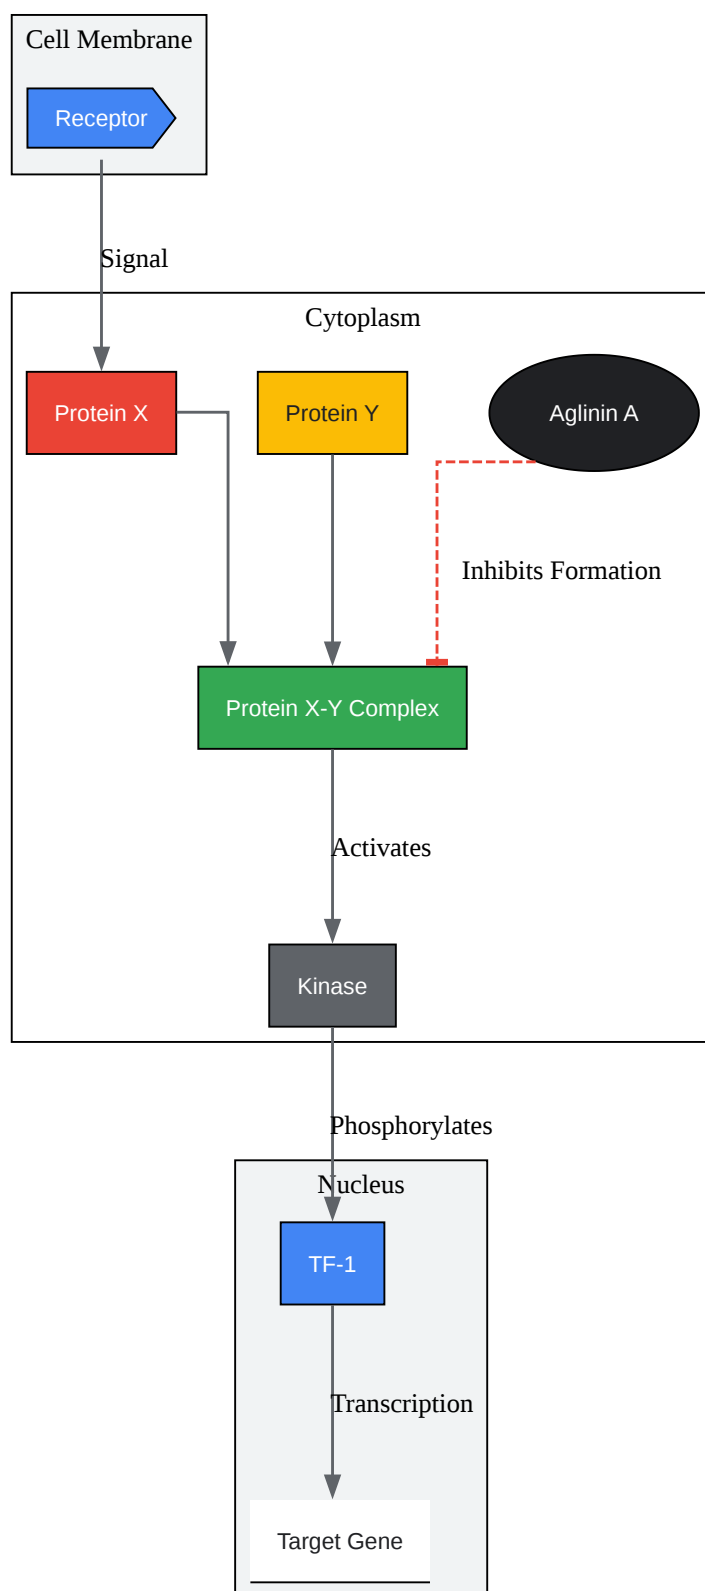 Cell Membrane
Receptor
Signal
Cytoplasm
Protein X
Protein Y
Aglinin A
Inhibits Formation
Protein X-Y Complex
Activates
Kinase
Phosphorylates
Nucleus
TF-1
Transcription
Target Gene